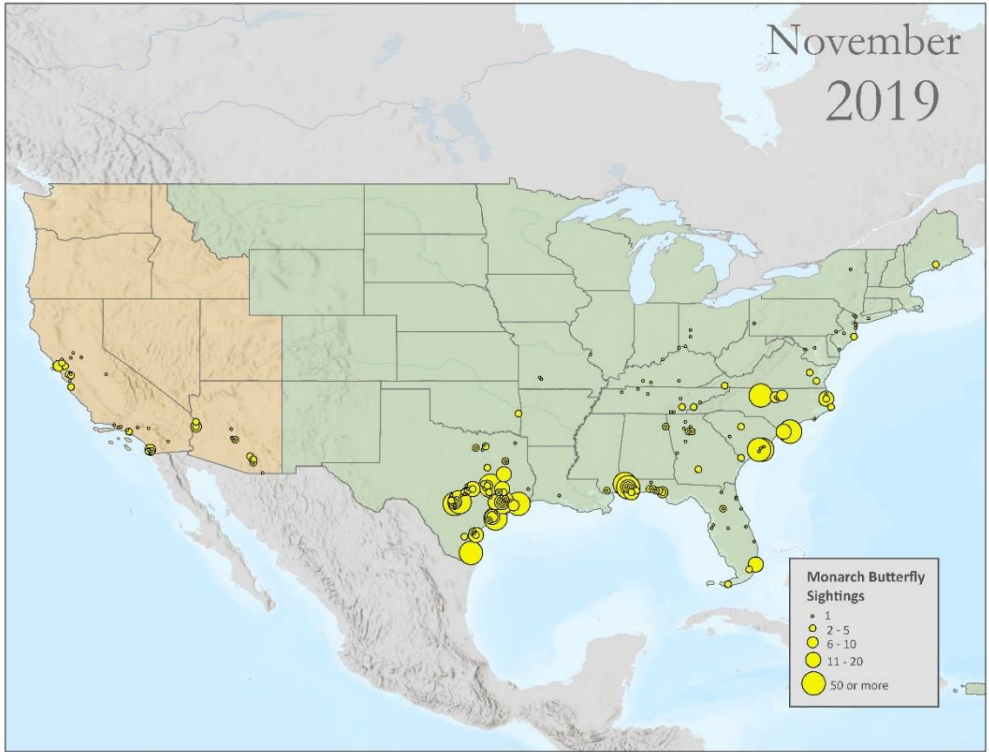 November
2019
Monarch Butterfly
Sightings
1
2 - 5
6 - 10
11 - 20
50 or more